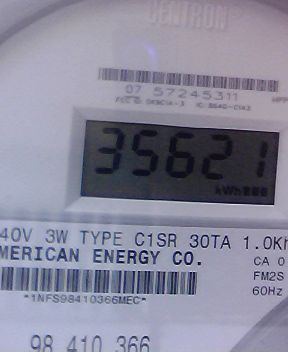 CENTRON
07 57245311
35621
kWh
40V 3W TYPE C1SR 30TA 1.0Kh
MERICAN ENERGY CO.
CA 0
FM2S
60Hz
*1NFS98410366MEC*
98 410 366